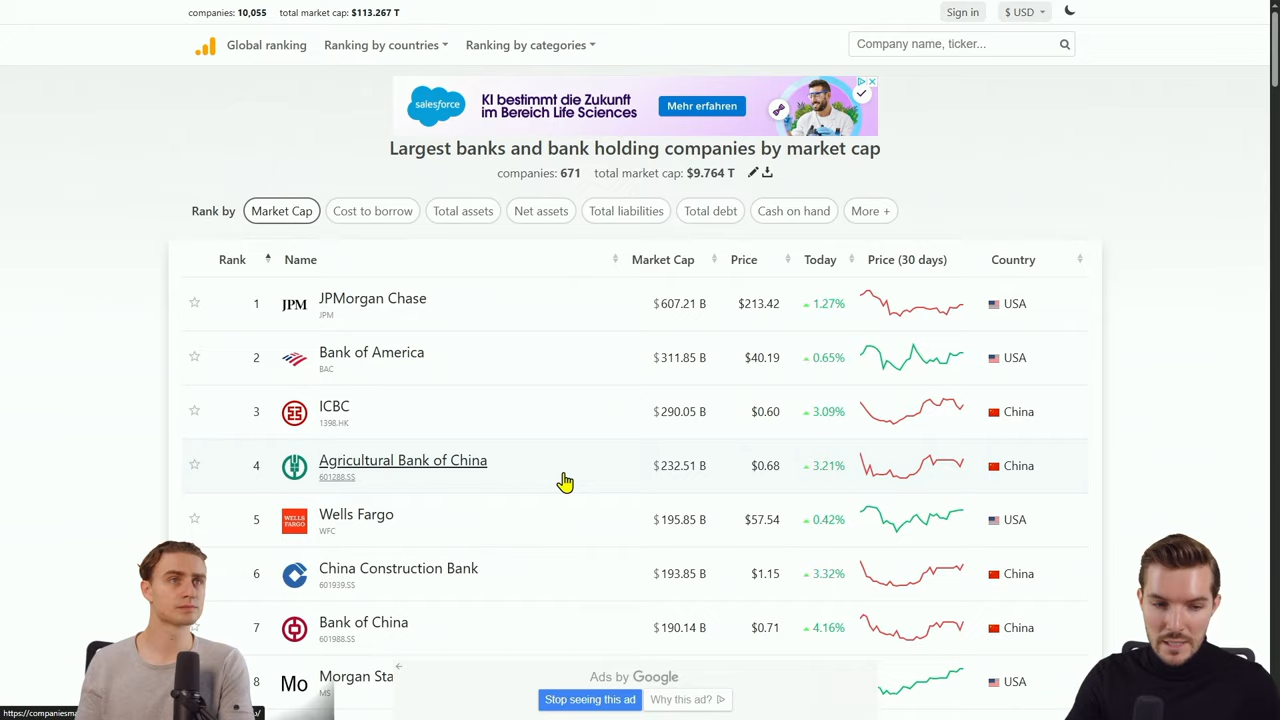 companies: 10,055 total market cap: $113.267 T Sign in $ USD
Global ranking Ranking by countries Ranking by categories Company name, ticker...
salesforce KI bestimmt die Zukunft im Bereich Life Sciences Mehr erfahren
Largest banks and bank holding companies by market cap
companies: 671 total market cap: $9.764 T
Rank by Market Cap Cost to borrow Total assets Net assets Total liabilities Total debt Cash on hand More +
Rank Name Market Cap Price Today Price (30 days) Country
1 JPM JPMorgan Chase $607.21 B $213.42 1.27% USA
JPM
2 Bank of America $311.85 B $40.19 0.65% USA
BAC
3 ICBC $290.05 B $0.60 3.09% China
1398.HK
4 Agricultural Bank of China $232.51 B $0.68 3.21% China
601288.SS
5 WELLS FARGO Wells Fargo $195.85 B $57.54 0.42% USA
WFC
6 China Construction Bank $193.85 B $1.15 3.32% China
601939.SS
7 Bank of China $190.14 B $0.71 4.16% China
601988.SS
8 Mo Morgan Sta USA
MS
Ads by Google
Stop seeing this ad Why this ad?
https://companiesma